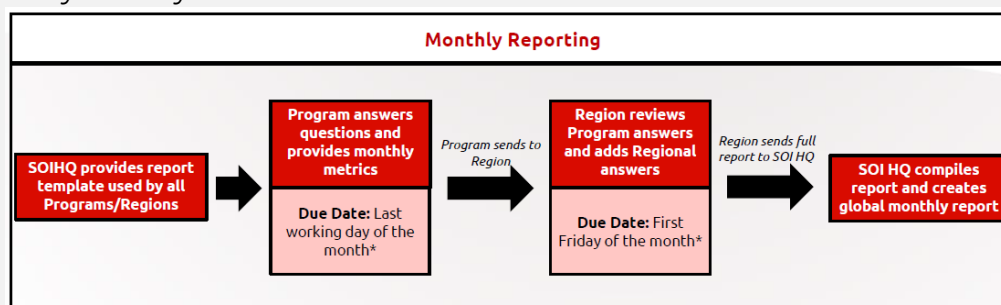 Monthly Reporting
SOIHQ provides report
template used by all
Programs/Regions
Program answers
questions and
provides monthly
metrics
Due Date: Last
working day of the
month*
Program sends to
Region
Region reviews
Program answers
and adds Regional
answers
Due Date: First
Friday of the month*
Region sends full
report to SOI HQ
SOI HQ compiles
report and creates
global monthly report